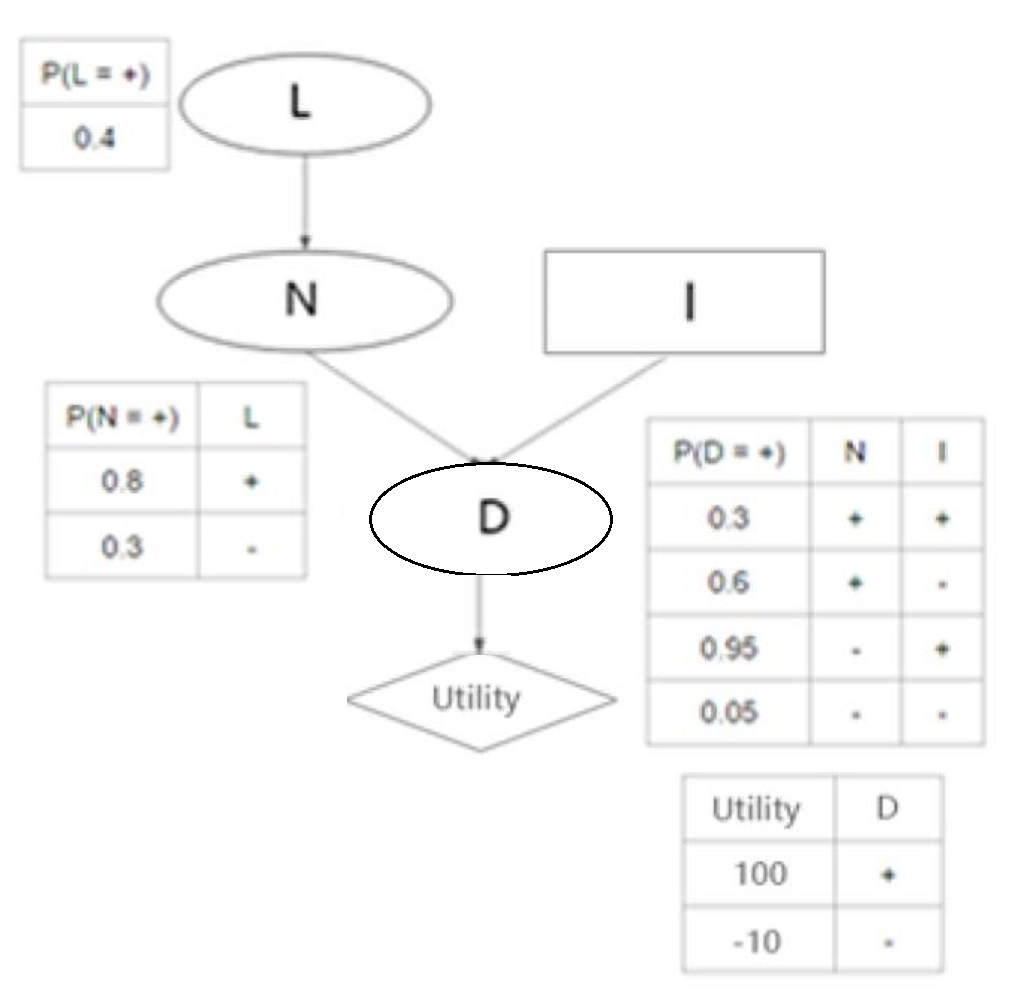 P(L = +)
0.4
L
N
I
P(N = +) L
0.8 +
0.3 -
D
P(D = +) N I
0.3 + +
0.6 + -
0.95 - +
0.05 - -
Utility
Utility D
100 +
-10 -